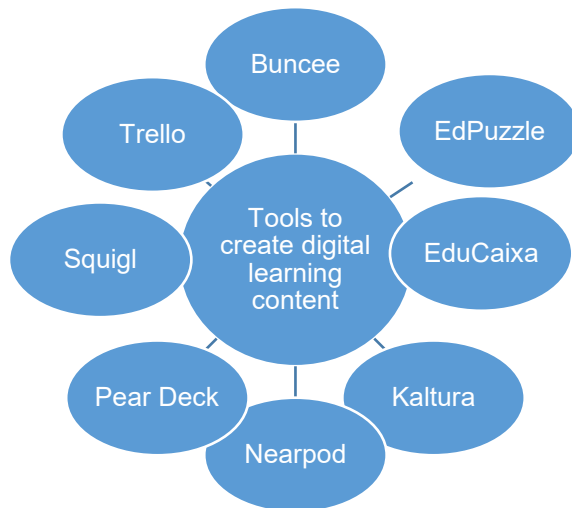 Buncee
Trello
EdPuzzle
Tools to
create digital
learning
content
Squigl
EduCaixa
Pear Deck
Kaltura
Nearpod